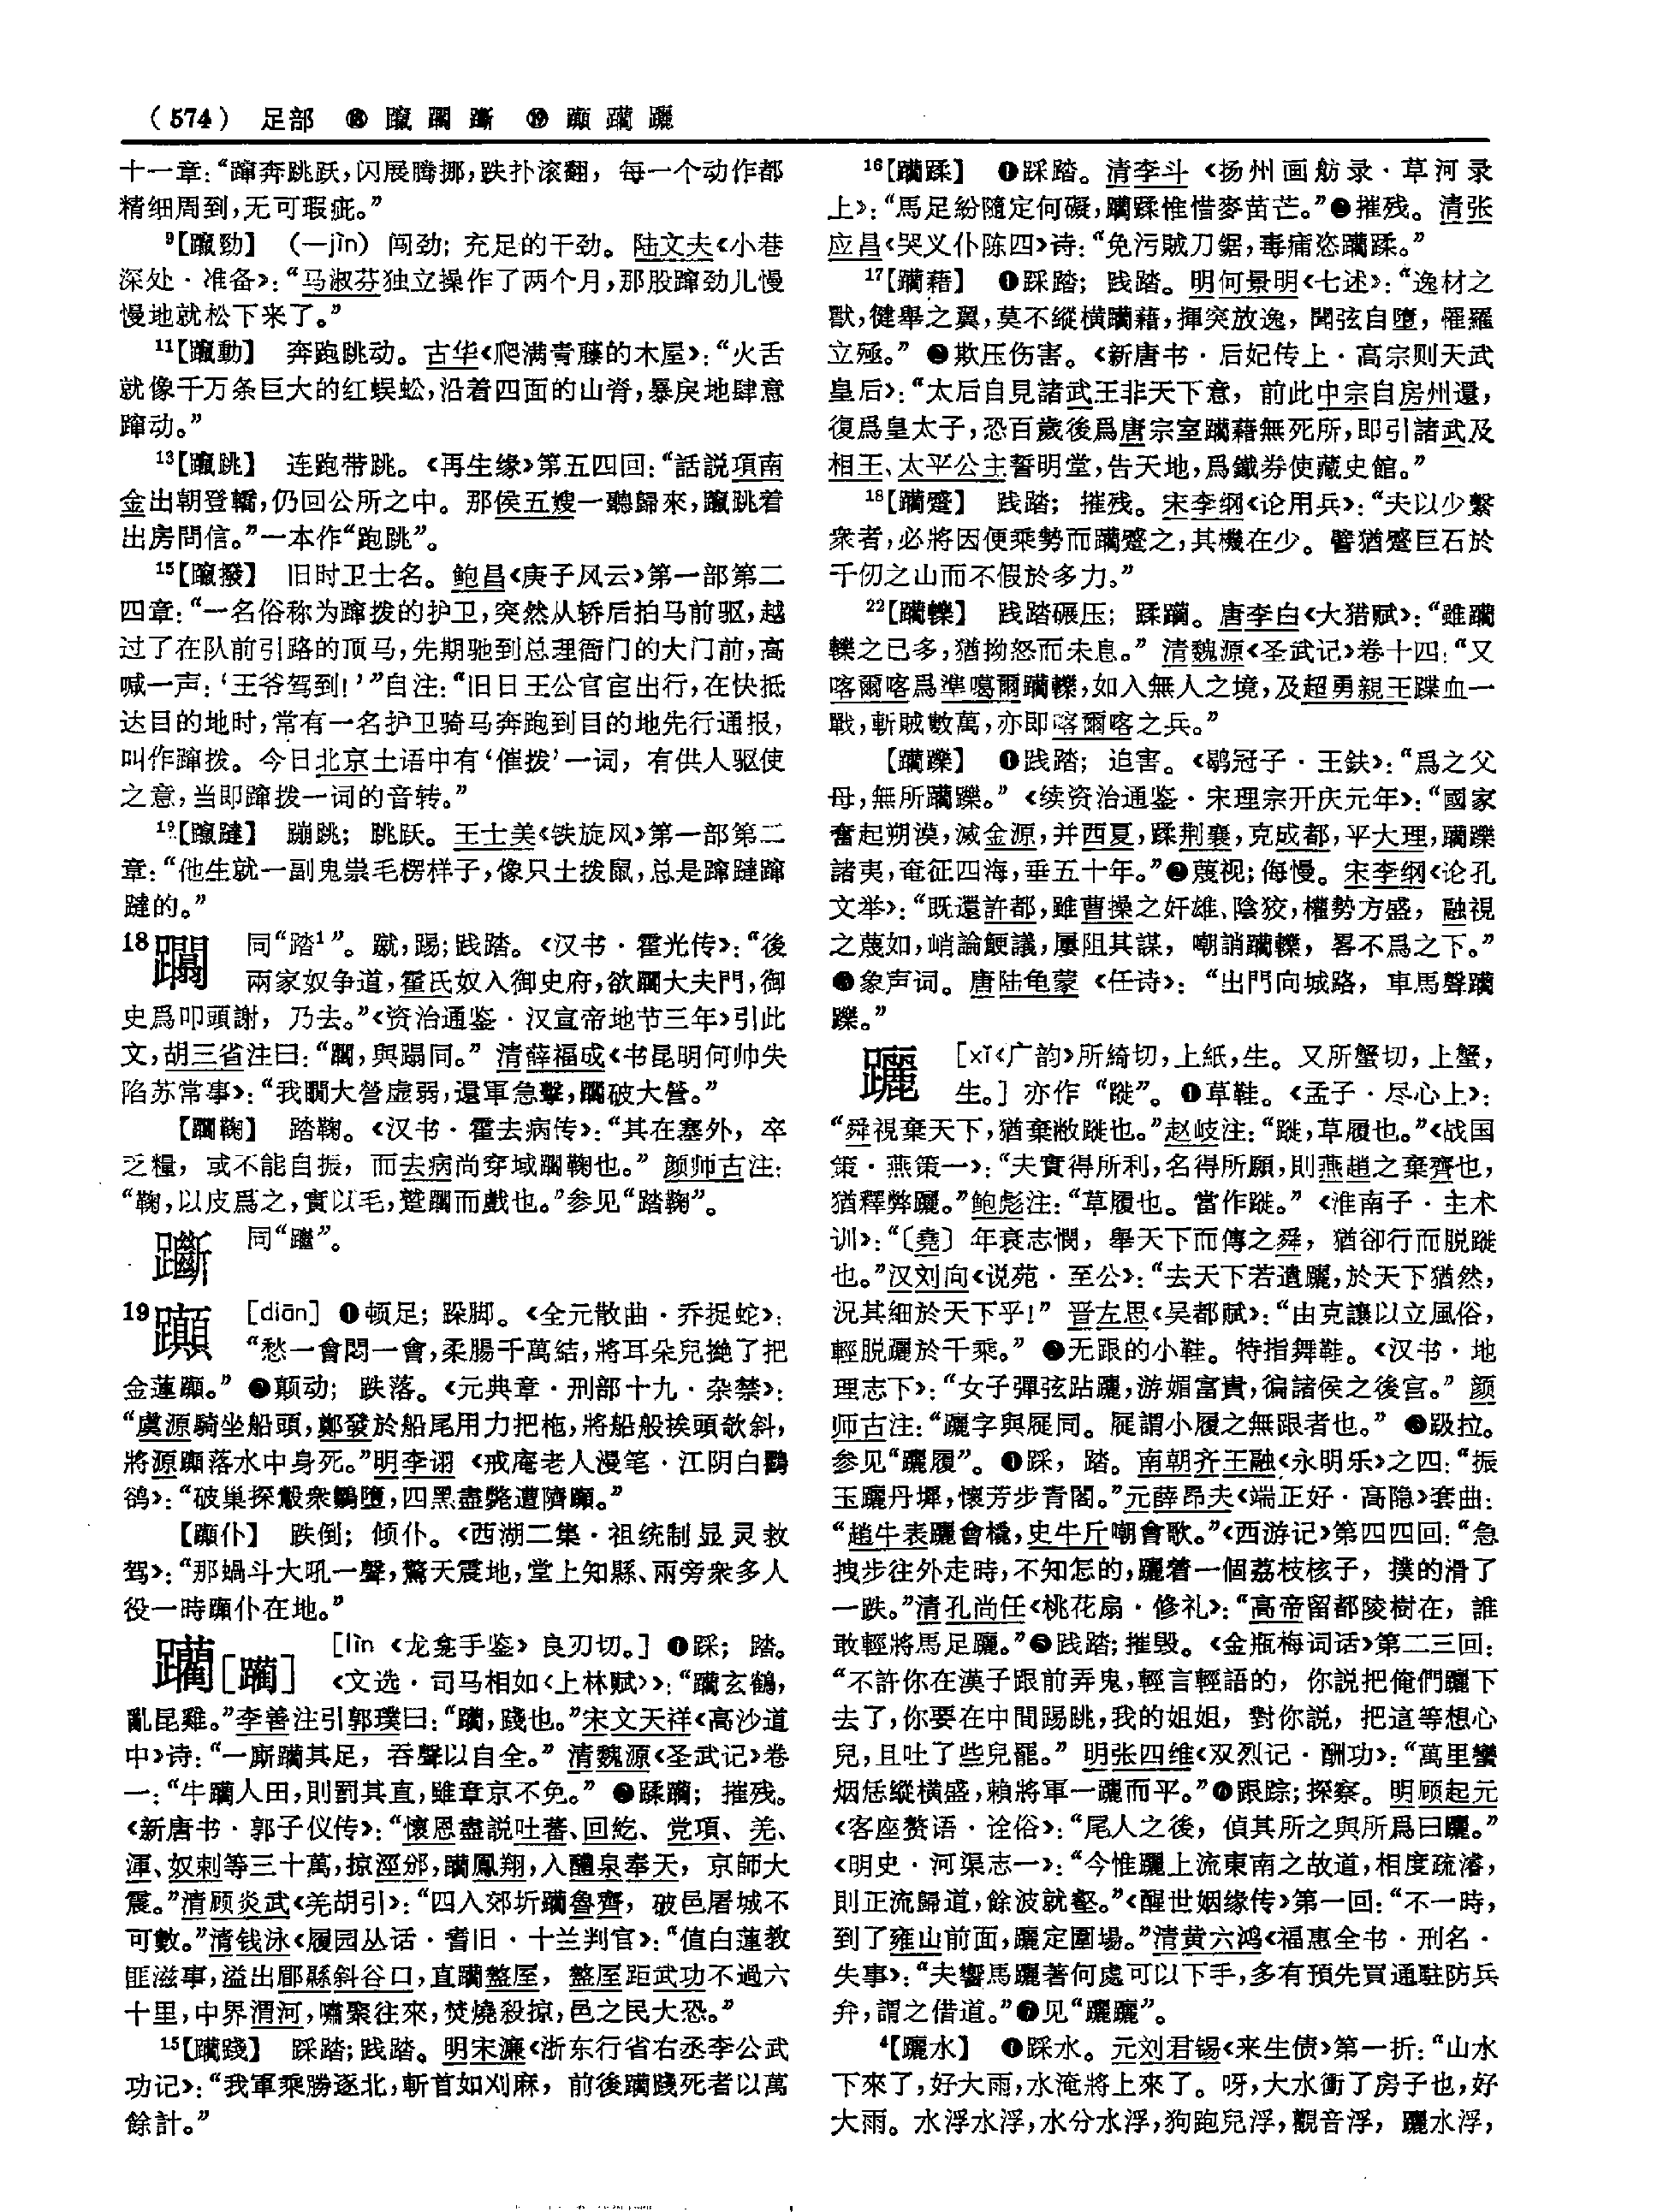 （574） 足部 ⑱ 躥 䠾 ⑲ 躓 躪 躧
十一章：“蹿奔跳跃，闪展腾挪，跌扑滚翻，每一个动作都
精细周到，无可瑕疵。”
9【躥勁】（—jìn）闯劲；充足的干劲。陆文夫《小巷
深处·准备》：“马淑芬独立操作了两个月，那股蹿劲儿慢
慢地就松下来了。”
11【躥動】 奔跑跳动。古华《爬满青藤的木屋》：“火舌
就像千万条巨大的红蜈蚣，沿着四面的山脊，暴戾地肆意
蹿动。”
13【躥跳】 连跑带跳。《再生缘》第五四回：“話説項南
金出朝登轎，仍回公所之中。那侯五嫂一聽歸來，躥跳着
出房問信。”一本作“跑跳”。
15【躥撥】 旧时卫士名。鲍昌《庚子风云》第一部第二
四章：“一名俗称为蹿拨的护卫，突然从轿后拍马前驱，越
过了在队前引路的顶马，先期驰到总理衙门的大门前，高
喊一声：‘王爷驾到！’”自注：“旧日王公官宦出行，在快抵
达目的地时，常有一名护卫骑马奔跑到目的地先行通报，
叫作蹿拨。今日北京土语中有‘催拨’一词，有供人驱使
之意，当即蹿拨一词的音转。”
19【躥躂】 蹦跳；跳跃。王士美《铁旋风》第一部第二
章：“他生就一副鬼祟毛楞样子，像只土拨鼠，总是蹿躂蹿
躂的。”
18 同“踏1”。蹴，踢；践踏。《汉书·霍光传》：“後
兩家奴争道，霍氏奴入御史府，欲躢大夫門，御
史爲叩頭謝，乃去。”《资治通鉴·汉宣帝地节三年》引此
文，胡三省注曰：“躢，與蹋同。”清薛福成《书昆明何帅失
陷苏常事》：“我覸大營虚弱，還軍急擊，躢破大營。”
【躢鞠】 踏鞠。《汉书·霍去病传》：“其在塞外，卒
乏糧，或不能自振，而去病尚穿域躢鞠也。”颜师古注：
“鞠，以皮爲之，實以毛，蹵躢而戲也。”参见“踏鞠”。
同“躖”。
19 躓 [diān] ❶顿足；跺脚。《全元散曲·乔捉蛇》：
“愁一會悶一會，柔腸千萬結，將耳朵兒撧了把
金蓮蹎。”❷颠动；跌落。《元典章·刑部十九·杂禁》：
“虞源騎坐船頭，鄭發於船尾用力把柂，將船般挨頭欹斜，
將源躓落水中身死。”明李诩《戒庵老人漫笔·江阴白鸜
鹆》：“破巢探鷇衆鸜墮，四黑盡斃遭隮躓。”
【躓仆】 跌倒；倾仆。《西湖二集·祖统制显灵救
驾》：“那蝸斗大吼一聲，驚天震地，堂上知縣、兩旁衆多人
役一時躓仆在地。”
躪[躏] [lìn《龙龛手鉴》良刃切。] ❶踩；踏。
《文选·司马相如〈上林赋〉》：“躪玄鶴，
亂昆雞。”李善注引郭璞曰：“躪，踐也。”宋文天祥《高沙道
中》诗：“一廝躪其足，吞聲以自全。”清魏源《圣武记》卷
一：“牛躪人田，則罰其直，雖章京不免。”❷蹂躏；摧残。
《新唐书·郭子仪传》：“懷恩盡説吐蕃、回紇、党項、羌、
渾、奴剌等三十萬，掠涇邠，躪鳳翔，入醴泉奉天，京師大
震。”清顾炎武《羌胡引》：“四入郊圻躪魯齊，破邑屠城不
可數。”清钱泳《履园丛话·耆旧·十兰判官》：“值白蓮教
匪滋事，溢出郿縣斜谷口，直躪盩厔，盩厔距武功不過六
十里，中界渭河，嘯聚往來，焚燒殺掠，邑之民大恐。”
15【躪踐】 踩踏；践踏。明宋濂《浙东行省右丞李公武
功记》：“我軍乘勝逐北，斬首如刈麻，前後躪踐死者以萬
餘計。”
16【躪蹂】 ❶踩踏。清李斗《扬州画舫录·草河录
上》：“馬足紛隨定何礙，躪蹂惟惜麥苗芒。”❷摧残。清张
应昌《哭义仆陈四》诗：“免污賊刀鋸，毒痛恣躪蹂。”
17【躪藉】 ❶踩踏；践踏。明何景明《七述》：“逸材之
獸，健舉之翼，莫不縱横躪藉，揮突放逸，聞弦自墮，罹羅
立殛。”❷欺压伤害。《新唐书·后妃传上·高宗则天武
皇后》：“太后自見諸武王非天下意，前此中宗自房州還，
復爲皇太子，恐百歲後爲唐宗室躪藉無死所，即引諸武及
相王、太平公主誓明堂，告天地，爲鐵券使藏史館。”
18【躪蹙】 践踏；摧残。宋李纲《论用兵》：“夫以少繫
衆者，必將因便乘勢而躪蹙之，其機在少。譬猶蹙巨石於
千仞之山而不假於多力。”
22【躪轢】 践踏碾压；蹂躏。唐李白《大猎赋》：“雖躪
轢之已多，猶拗怒而未息。”清魏源《圣武记》卷十四：“又
喀爾喀爲準噶爾躪轢，如入無人之境，及超勇親王蹀血一
戰，斬賊數萬，亦即喀爾喀之兵。”
【躪躒】 ❶践踏；迫害。《鹖冠子·王鈇》：“爲之父
母，無所躪躒。”《续资治通鉴·宋理宗开庆元年》：“國家
奮起朔漠，滅金源，并西夏，蹂荆襄，克成都，平大理，躪躒
諸夷，奄征四海，垂五十年。”❷蔑视；侮慢。宋李纲《论孔
文举》：“既還許都，雖曹操之奸雄、陰狡，權勢方盛，融視
之蔑如，峭論鯁議，屢阻其謀，嘲誚躪轢，畧不爲之下。”
❸象声词。唐陆龟蒙《任诗》：“出門向城路，車馬聲躪
躒。”
躧 [xǐ《广韵》所綺切，上紙，生。又所蟹切，上蟹，
生。] 亦作“蹝”。❶草鞋。《孟子·尽心上》：
“舜視棄天下，猶棄敝蹝也。”赵岐注：“蹝，草履也。”《战国
策·燕策一》：“夫實得所利，名得所願，則燕趙之棄齊也，
猶釋弊躧。”鲍彪注：“草履也。當作蹝。”《淮南子·主术
训》：“〔堯〕年衰志憫，舉天下而傳之舜，猶卻行而脱蹝
也。”汉刘向《说苑·至公》：“去天下若遺躧，於天下猶然，
況其細於天下乎！”晋左思《吴都赋》：“由克讓以立風俗，
輕脱躧於千乘。”❷无跟的小鞋。特指舞鞋。《汉书·地
理志下》：“女子彈弦跕躧，游媚富貴，徧諸侯之後宫。”颜
师古注：“躧字與屣同。屣謂小履之無跟者也。”❸趿拉。
参见“躧履”。❹踩，踏。南朝齐王融《永明乐》之四：“振
玉躧丹墀，懷芳步青閣。”元薛昂夫《端正好·高隐》套曲：
“趙牛表躧會橇，史牛斤嘲會歌。”《西游记》第四四回：“急
拽步往外走時，不知怎的，躧着一個荔枝核子，撲的滑了
一跌。”清孔尚任《桃花扇·修礼》：“高帝留都陵樹在，誰
敢輕將馬足躧。”❺践踏；摧毁。《金瓶梅词话》第二三回：
“不許你在漢子跟前弄鬼，輕言輕語的，你説把俺們躧下
去了，你要在中間踢跳，我的姐姐，對你説，把這等想心
兒，且吐了些兒罷。”明张四维《双烈记·酬功》：“萬里蠻
烟恁縱横盛，賴將軍一躧而平。”❻跟踪；探察。明顾起元
《客座赘语·诠俗》：“尾人之後，偵其所之與所爲曰躧。”
《明史·河渠志一》：“今惟躧上流東南之故道，相度疏濬，
則正流歸道，餘波就壑。”《醒世姻缘传》第一回：“不一時，
到了雍山前面，躧定圍場。”清黄六鸿《福惠全书·刑名·
失事》：“夫響馬躧著何處可以下手，多有預先買通駐防兵
弁，謂之借道。”❼见“躧躧”。
4【躧水】 ❶踩水。元刘君锡《来生债》第一折：“山水
下來了，好大雨，水淹將上來了。呀，大水衝了房子也，好
大雨。水浮水浮，水分水浮，狗跑兒浮，觀音浮，躧水浮，